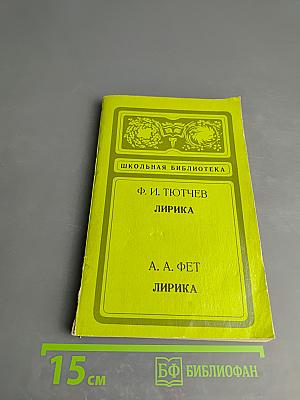 ШКОЛЬНАЯ БИБЛИОТЕКА
Ф. И. ТЮТЧЕВ
ЛИРИКА
А. А. ФЕТ
ЛИРИКА
15 см
БФ БИБЛИОФАН